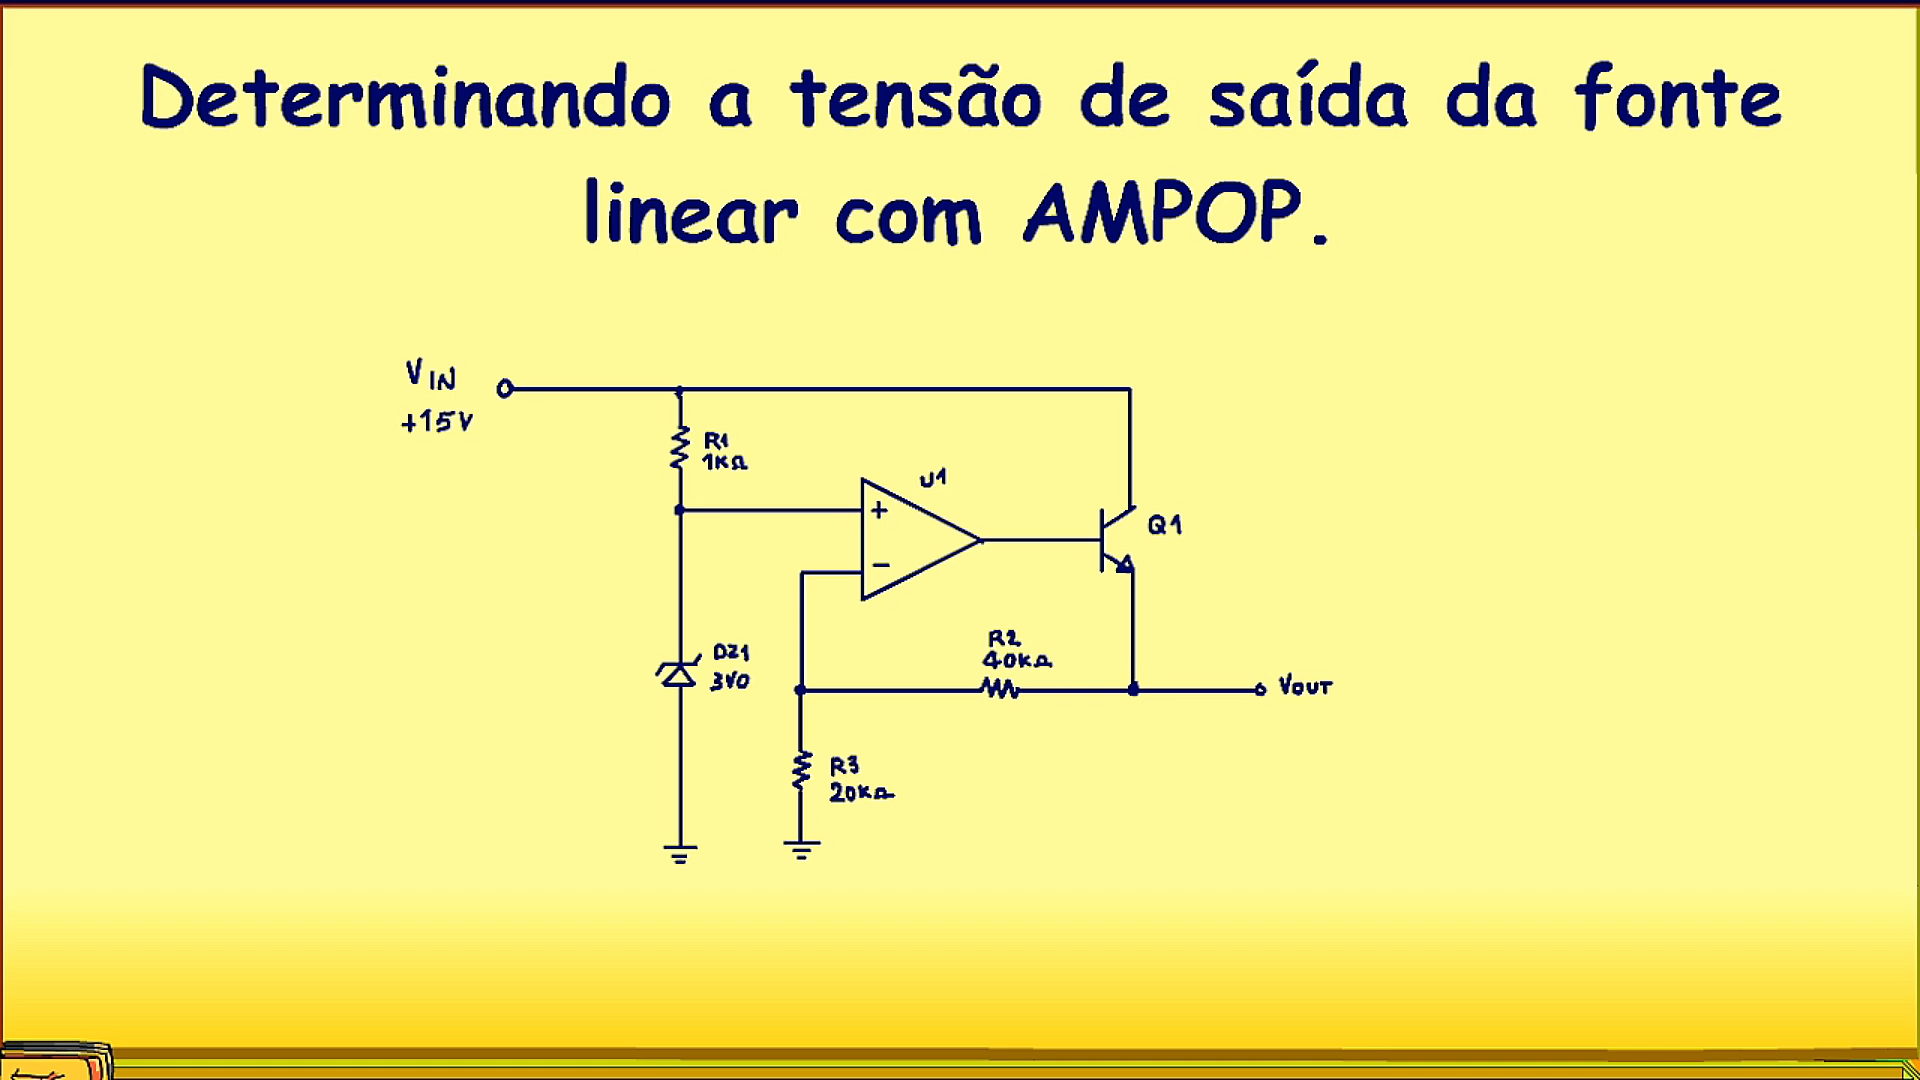 Determinando a tensão de saída da fonte
linear com AMPOP.
VIN
+15V
R1
1KΩ
U1
+
-
Q1
DZ1
3V0
R2
40KΩ
VOUT
R3
20KΩ